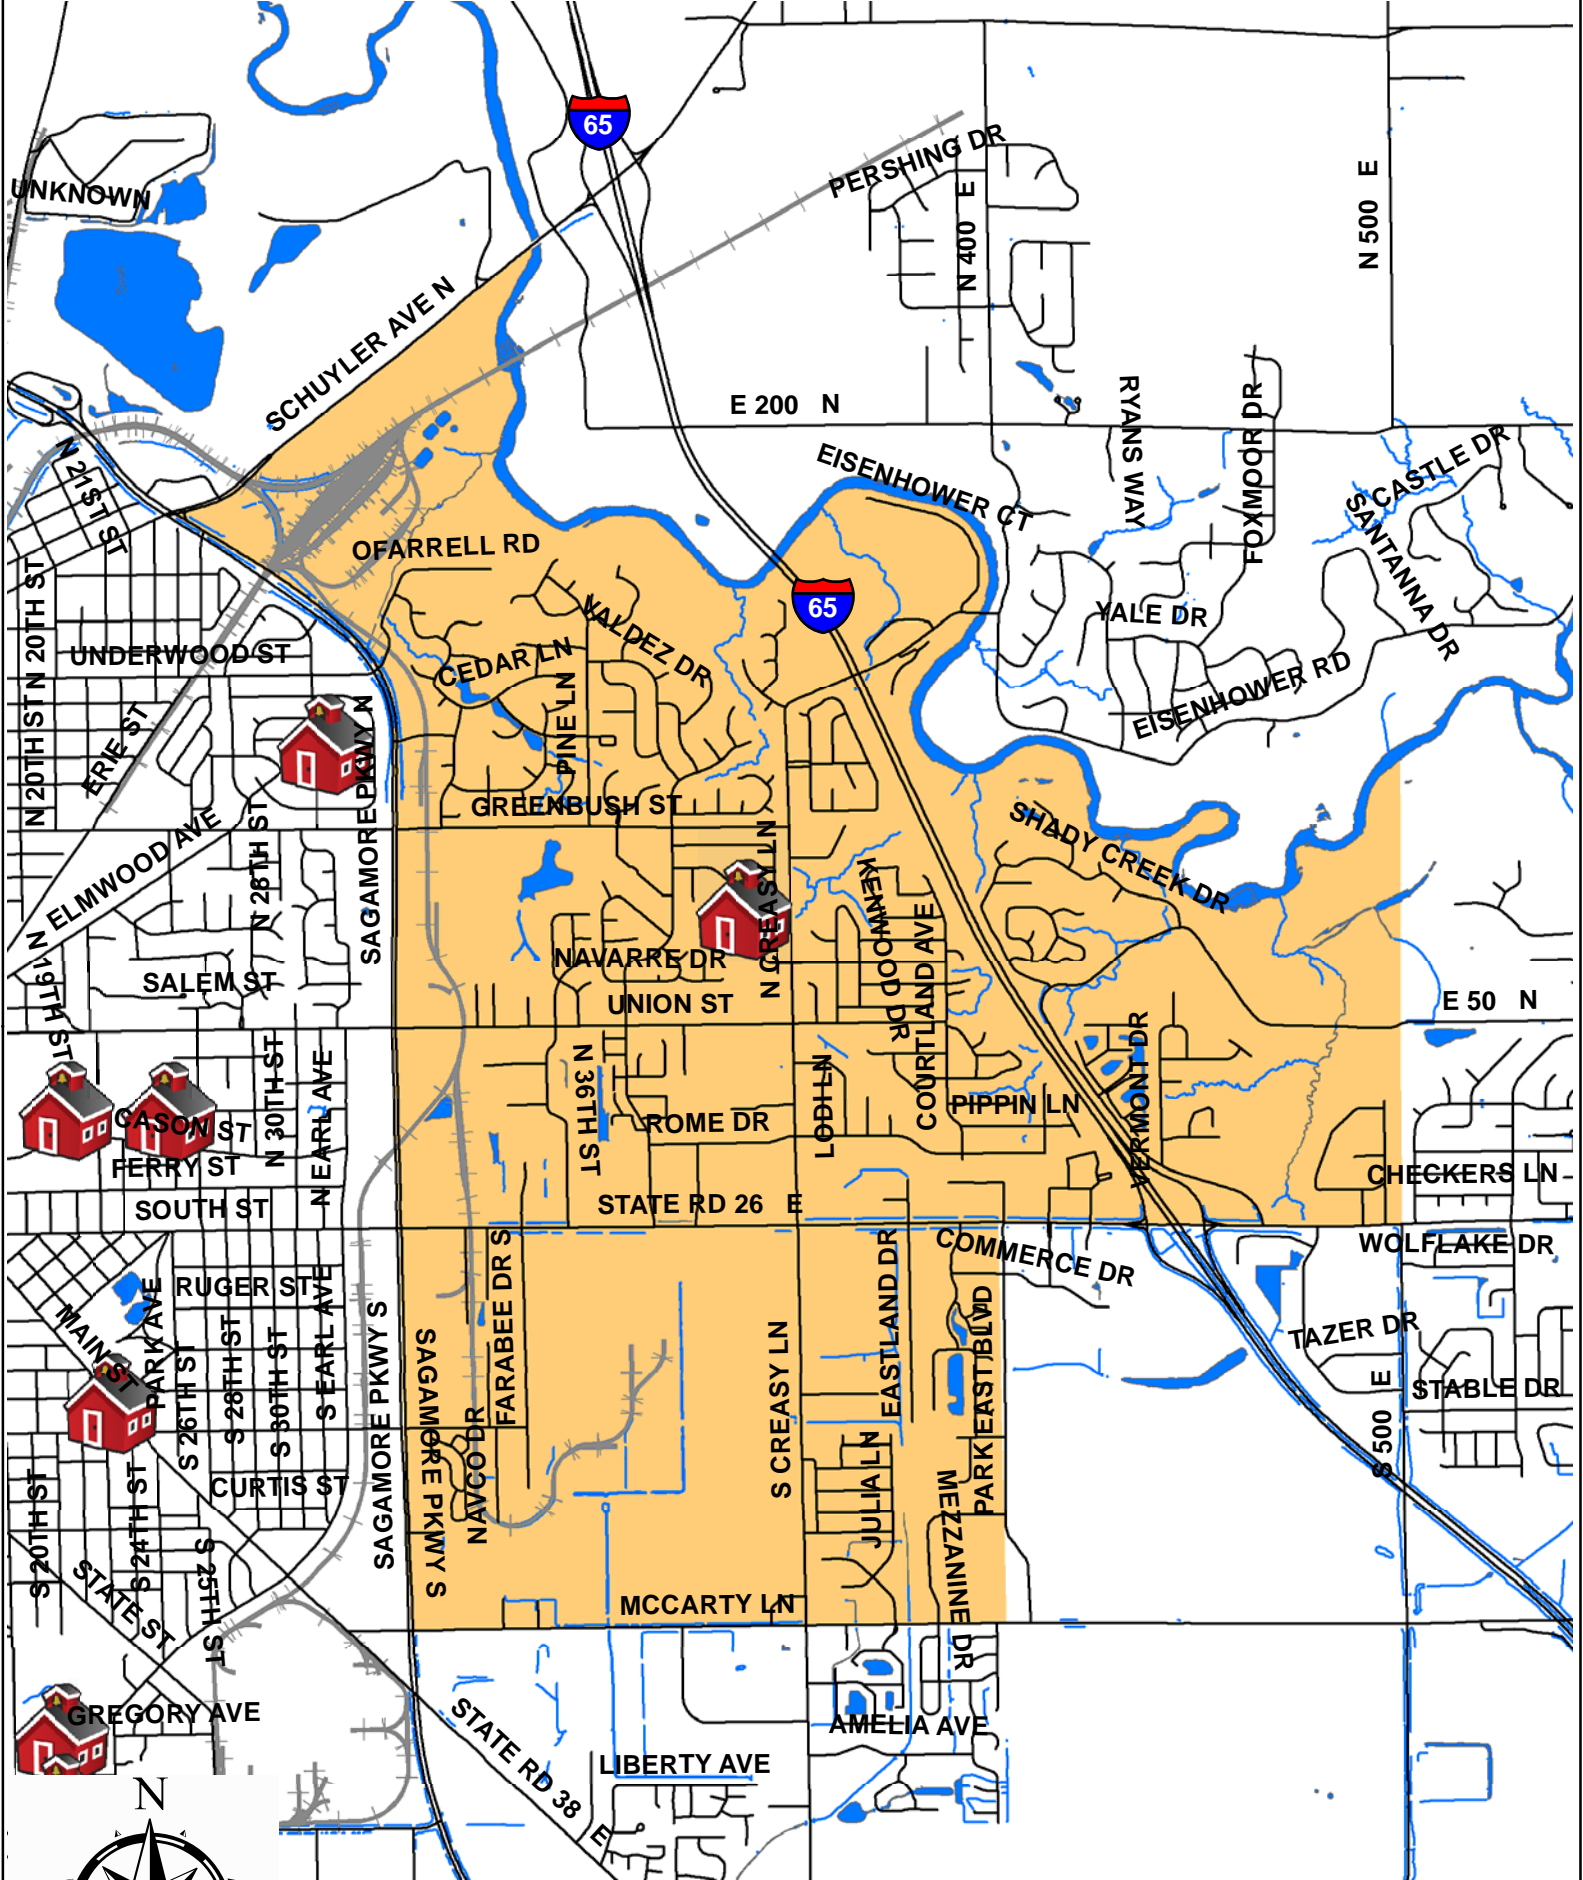 65
PERSHING DR
UNKNOWN
N 400 E
N 500 E
SCHUYLER AVE N
E 200 N
RYANS WAY
FOXMOOR DR
CASTLE DR
SANTANNA DR
EISENHOWER CT
N 21ST ST
OFARRELL RD
65
YALE DR
N 20TH ST
N 20TH ST
UNDERWOOD ST
CEDAR LN
VALDEZ DR
PINE LN
EISENHOWER RD
ERIE ST
SAGAMORE PKWY N
GREENBUSH ST
ELMWOOD AVE
N 28TH ST
SHADY CREEK DR
N CREASY LN
KENWOOD DR
COURTLAND AVE
N 19TH ST
SALEM ST
NAVARRE DR
UNION ST
E 50 N
N 30TH ST
N EARL AVE
N 36TH ST
LODI LN
VERMONT DR
PIPPIN LN
CASON ST
ROME DR
FERRY ST
CHECKERS LN
SOUTH ST
STATE RD 26 E
WOLFLAKE DR
COMMERCE DR
RUGER ST
PARK AVE
MAIN ST
S 26TH ST
S 28TH ST
S 30TH ST
S EARL AVE
SAGAMORE PKWY S
SAGAMORE PKWY S
FARABEE DR S
NAVCO DR
S CREASY LN
EASTLAND DR
PARK EAST BLVD
TAZER DR
STABLE DR
S 500 E
JULIA LN
MEZZANINE DR
CURTIS ST
S 20TH ST
S 24TH ST
S 25TH ST
STATE ST
MCCARTY LN
GREGORY AVE
STATE RD 38 E
AMELIA AVE
LIBERTY AVE
N